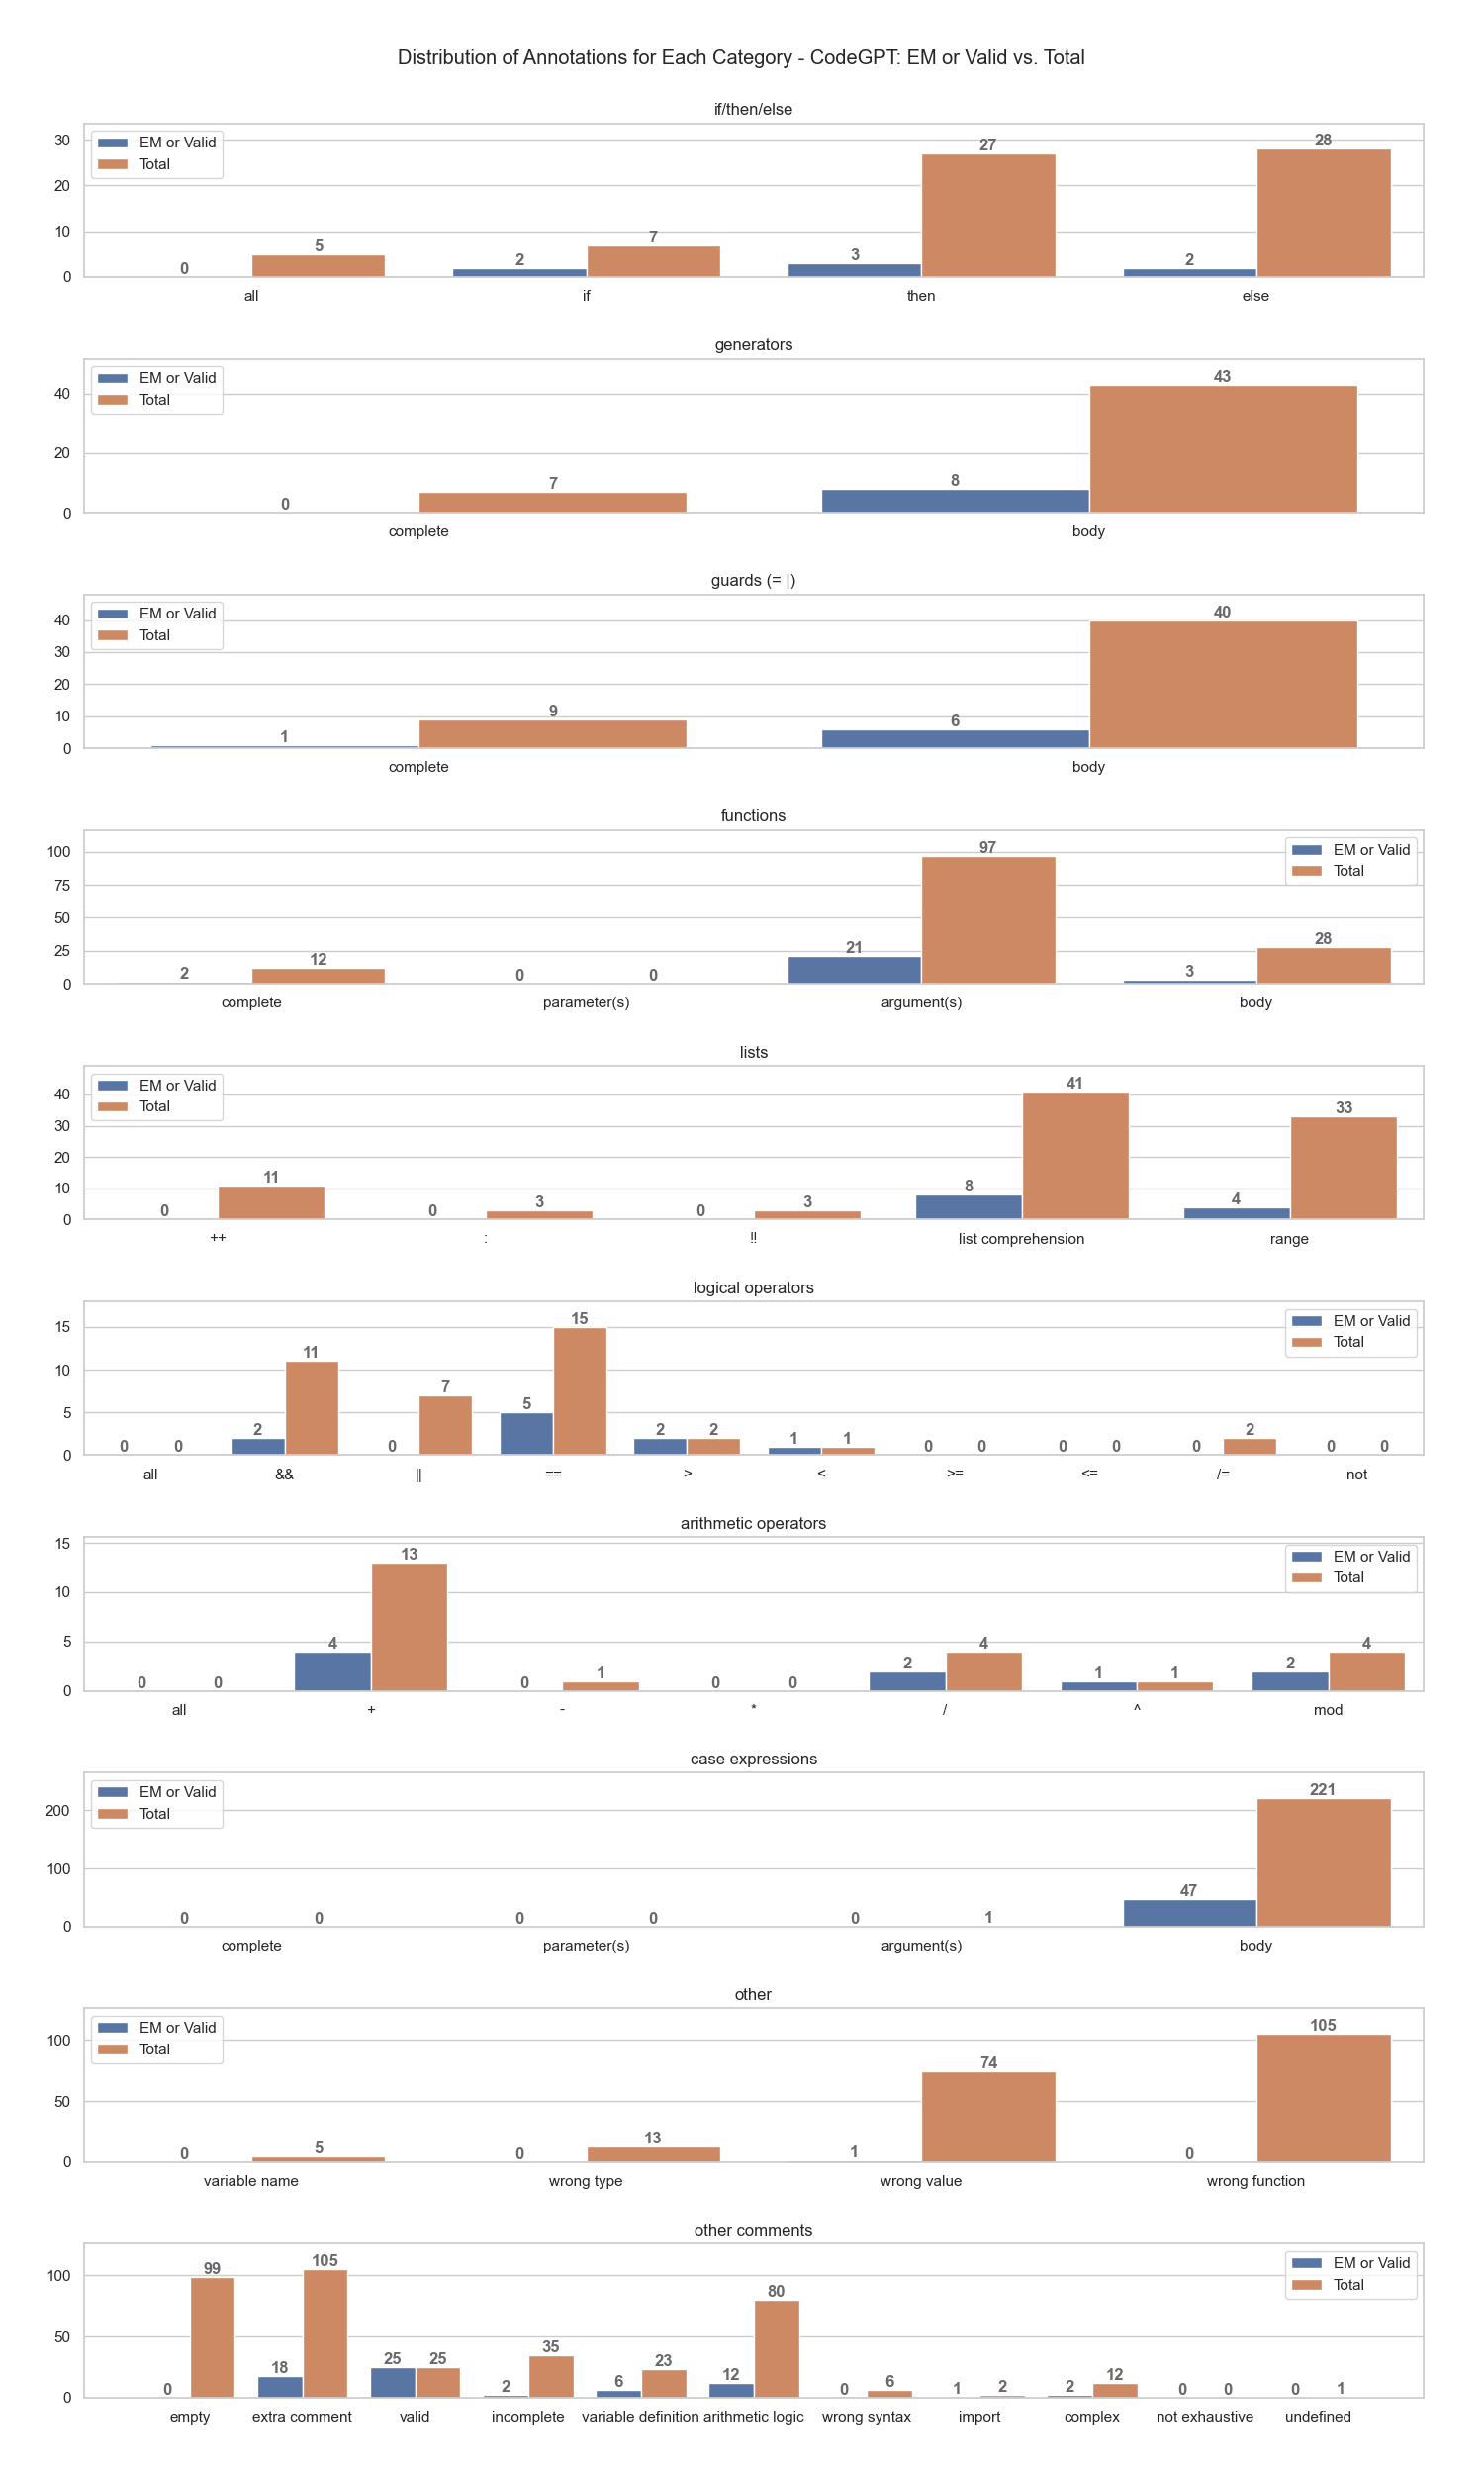 Distribution of Annotations for Each Category - CodeGPT: EM or Valid vs. Total
if/then/else
EM or Valid
Total
30
20
10
0
0 5 2 7 3 27 2 28
all if then else
generators
EM or Valid
Total
40
20
0
0 7 8 43
complete body
guards (= |)
EM or Valid
Total
40
30
20
10
0
1 9 6 40
complete body
functions
EM or Valid
Total
100
75
50
25
0
2 12 0 0 21 97 3 28
complete parameter(s) argument(s) body
lists
EM or Valid
Total
40
30
20
10
0
0 11 0 3 0 3 8 41 4 33
++ : !! list comprehension range
logical operators
EM or Valid
Total
15
10
5
0
0 0 2 11 0 7 5 15 2 2 1 1 0 0 0 0 0 2 0 0
all && || == > < >= <= /= not
arithmetic operators
EM or Valid
Total
15
10
5
0
0 0 4 13 0 1 0 0 2 4 1 1 2 4
all + - * / ^ mod
case expressions
EM or Valid
Total
200
100
0
0 0 0 0 0 1 47 221
complete parameter(s) argument(s) body
other
EM or Valid
Total
100
50
0
0 5 0 13 1 74 0 105
variable name wrong type wrong value wrong function
other comments
EM or Valid
Total
100
50
0
0 99 18 105 25 25 2 35 6 23 12 80 0 6 1 2 2 12 0 0 0 1
empty extra comment valid incomplete variable definition arithmetic logic wrong syntax import complex not exhaustive undefined